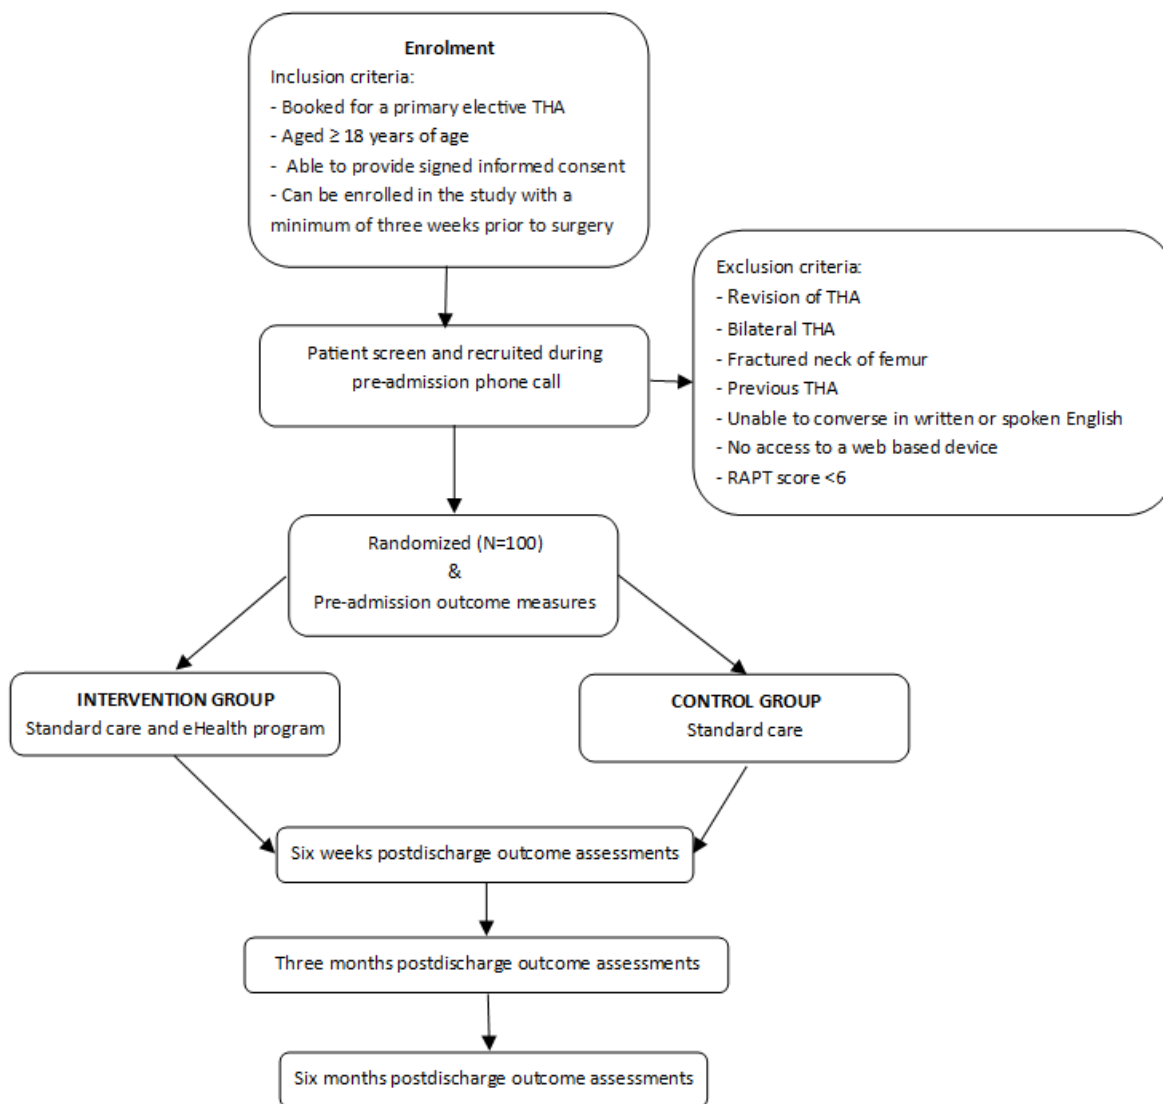 Enrolment
Inclusion criteria:
- Booked for a primary elective THA
- Aged ≥ 18 years of age
-  Able to provide signed informed consent
- Can be enrolled in the study with a
minimum of three weeks prior to surgery
Exclusion criteria:
- Revision of THA
- Bilateral THA
- Fractured neck of femur
- Previous THA
- Unable to converse in written or spoken English
- No access to a web based device
- RAPT score <6
Patient screen and recruited during
pre-admission phone call
Randomized (N=100)
&
Pre-admission outcome measures
INTERVENTION GROUP
Standard care and eHealth program
CONTROL GROUP
Standard care
Six weeks postdischarge outcome assessments
Three months postdischarge outcome assessments
Six months postdischarge outcome assessments